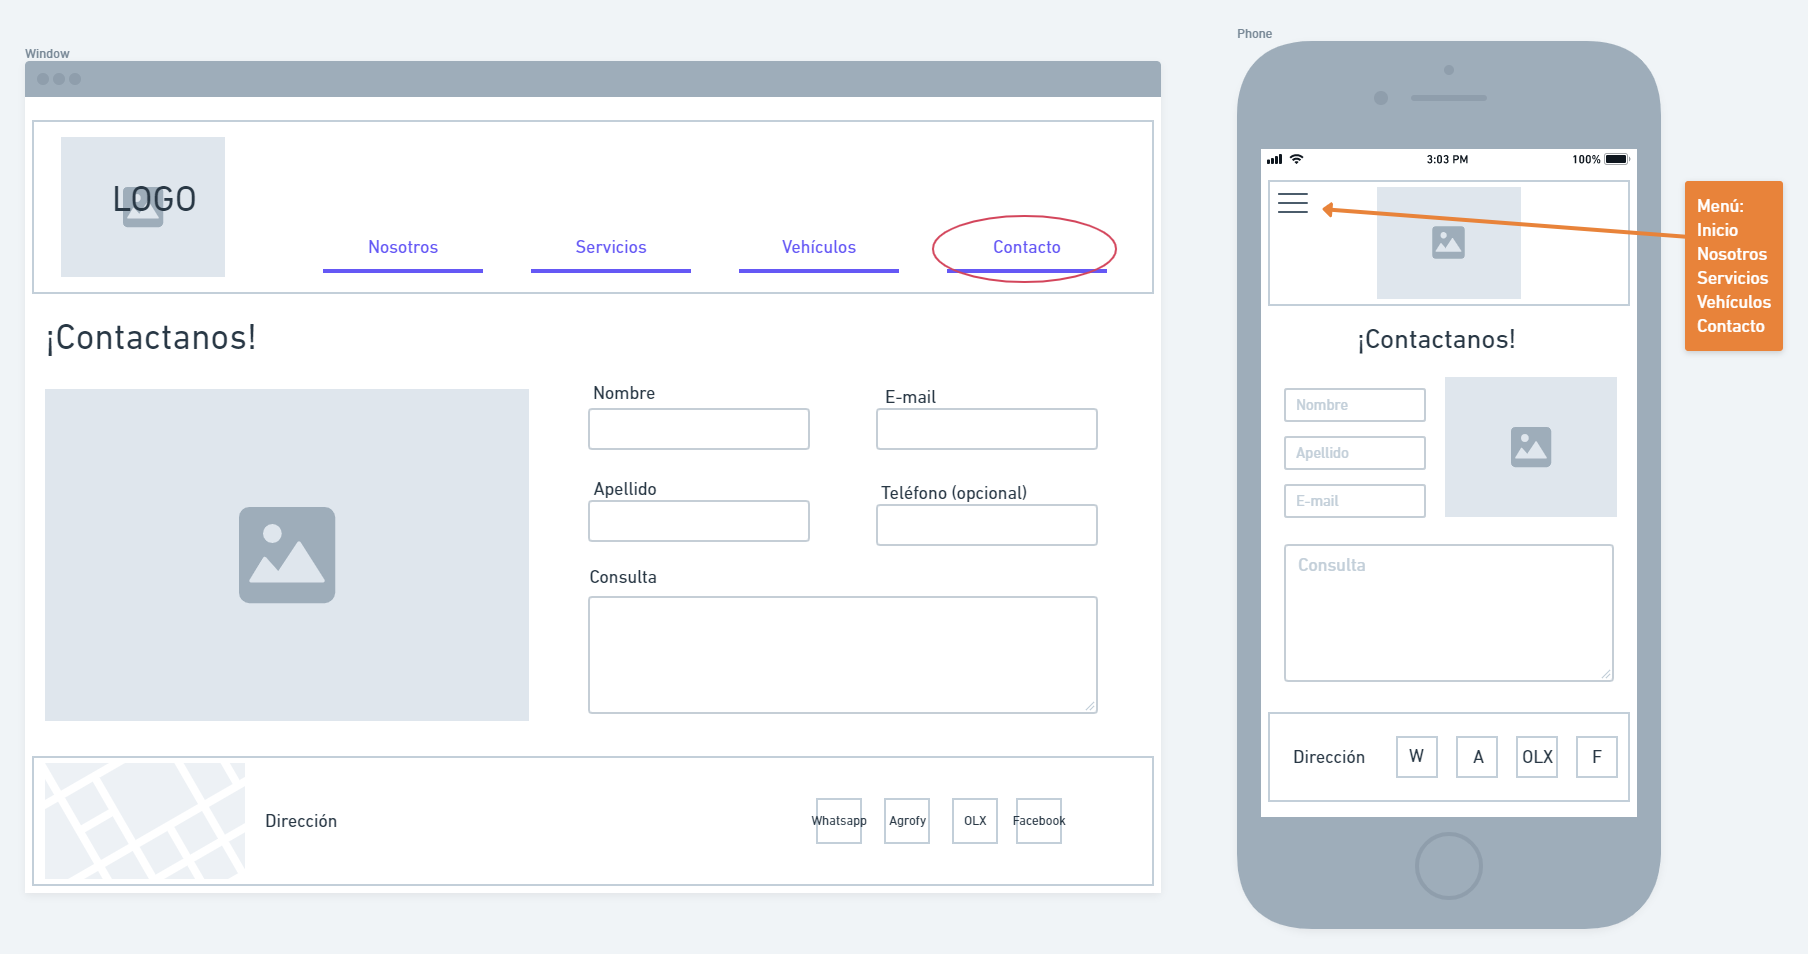 Window
LOGO
Nosotros
Servicios
Vehículos
Contacto
¡Contactanos!
Nombre
E-mail
Apellido
Teléfono (opcional)
Consulta
Dirección
Whatsapp
Agrofy
OLX
Facebook
Phone
3:03 PM
100%
¡Contactanos!
Nombre
Apellido
E-mail
Consulta
Dirección
W
A
OLX
F
Menú:
Inicio
Nosotros
Servicios
Vehículos
Contacto